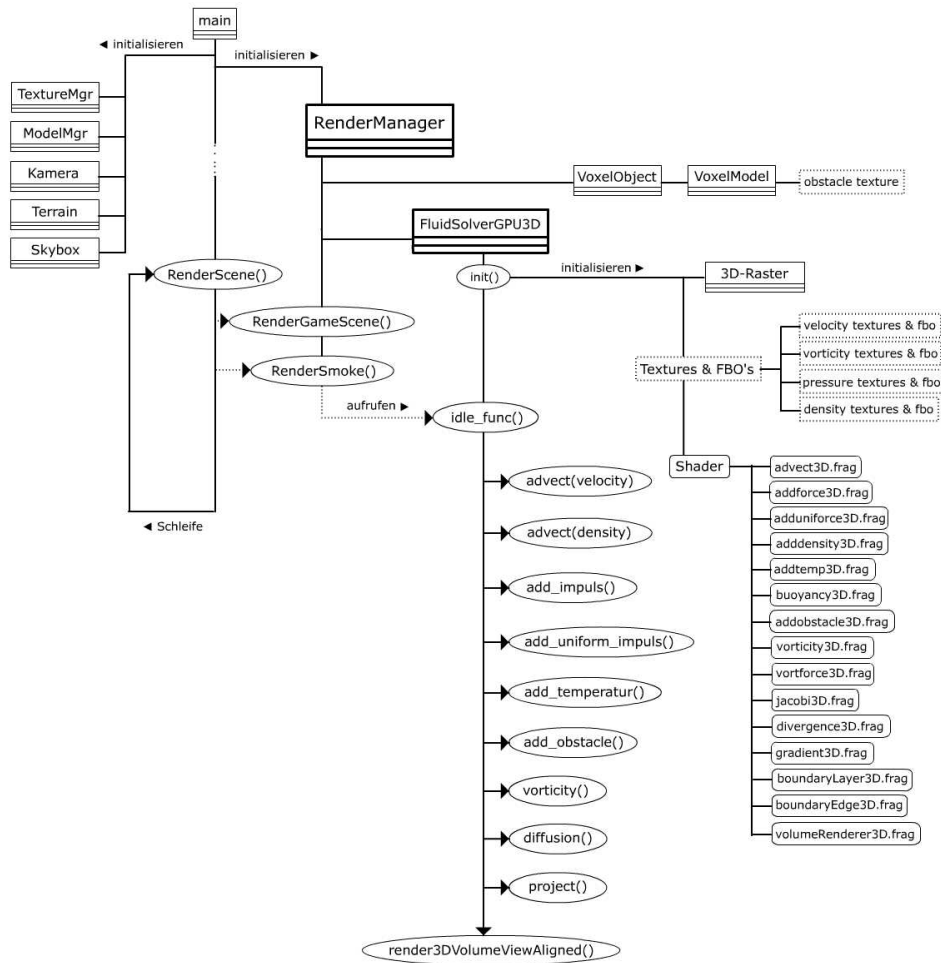 main
◄ initialisieren
initialisieren ►
TextureMgr
ModelMgr
Kamera
Terrain
Skybox
RenderManager
VoxelObject
VoxelModel
obstacle texture
FluidSolverGPU3D
RenderScene()
init()
initialisieren ►
3D-Raster
RenderGameScene()
RenderSmoke()
aufrufen ►
idle_func()
Textures & FBO's
velocity textures & fbo
vorticity textures & fbo
pressure textures & fbo
density textures & fbo
◄ Schleife
advect(velocity)
advect(density)
add_impuls()
add_uniform_impuls()
add_temperatur()
add_obstacle()
vorticity()
diffusion()
project()
render3DVolumeViewAligned()
Shader
advect3D.frag
addforce3D.frag
adduniforce3D.frag
adddensity3D.frag
addtemp3D.frag
buoyancy3D.frag
addobstacle3D.frag
vorticity3D.frag
vortforce3D.frag
jacobi3D.frag
divergence3D.frag
gradient3D.frag
boundaryLayer3D.frag
boundaryEdge3D.frag
volumeRenderer3D.frag